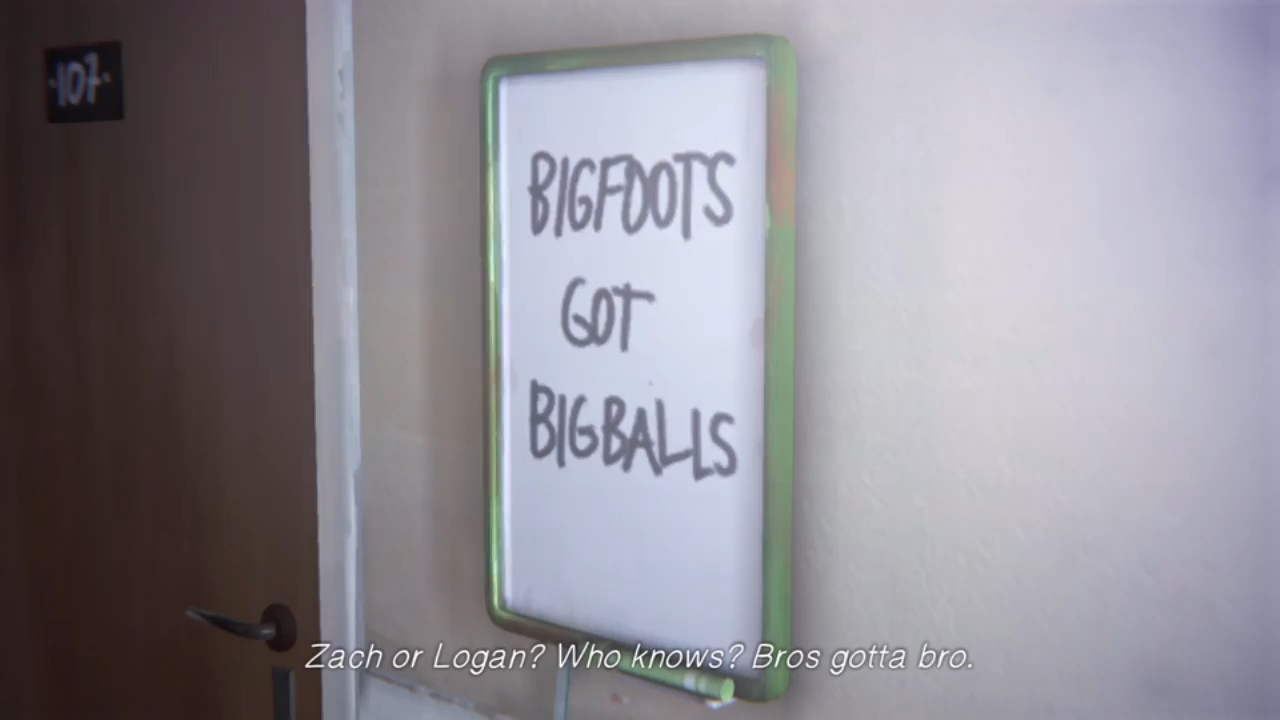 107
BIGFOOTS
GOT
BIGBALLS
Zach or Logan? Who knows? Bros gotta bro.